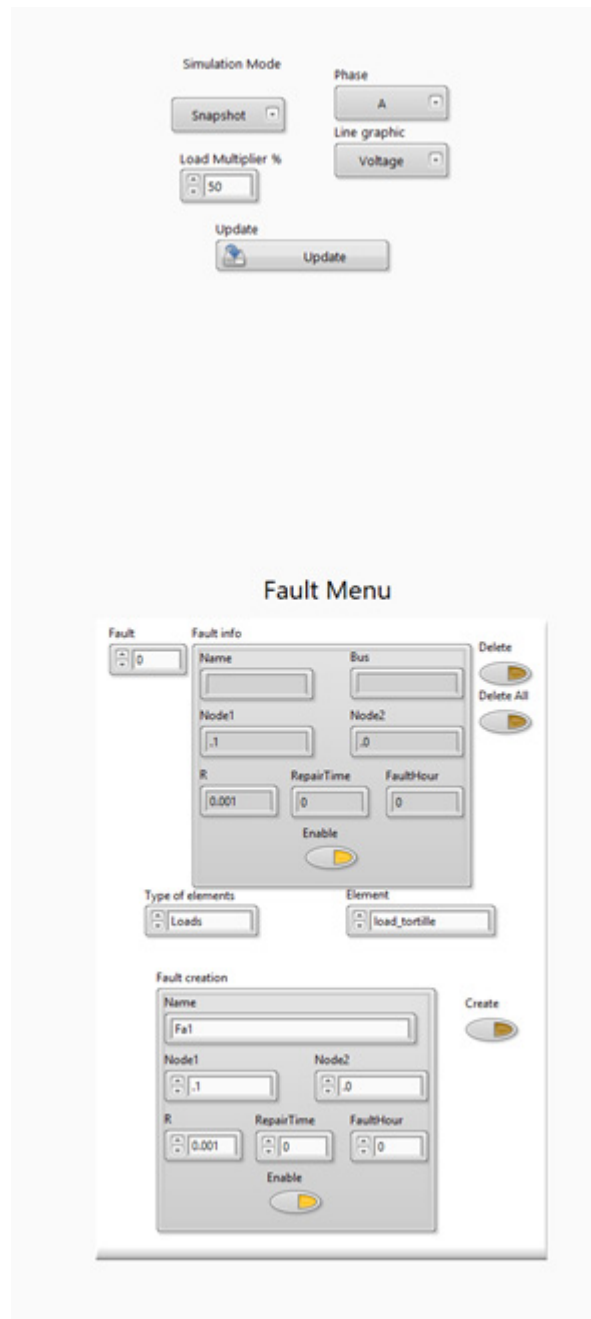 Simulation Mode
Phase
Snapshot
A
Line graphic
Load Multiplier %
Voltage
50
Update
Update
Fault Menu
Fault
Fault info
0
Name
Bus
Delete
Delete All
Node1
Node2
.1
.0
R
RepairTime
FaultHour
0.001
0
0
Enable
Type of elements
Element
Loads
load_tortille
Fault creation
Name
Create
Fa1
Node1
Node2
.1
.0
R
RepairTime
FaultHour
0.001
0
0
Enable